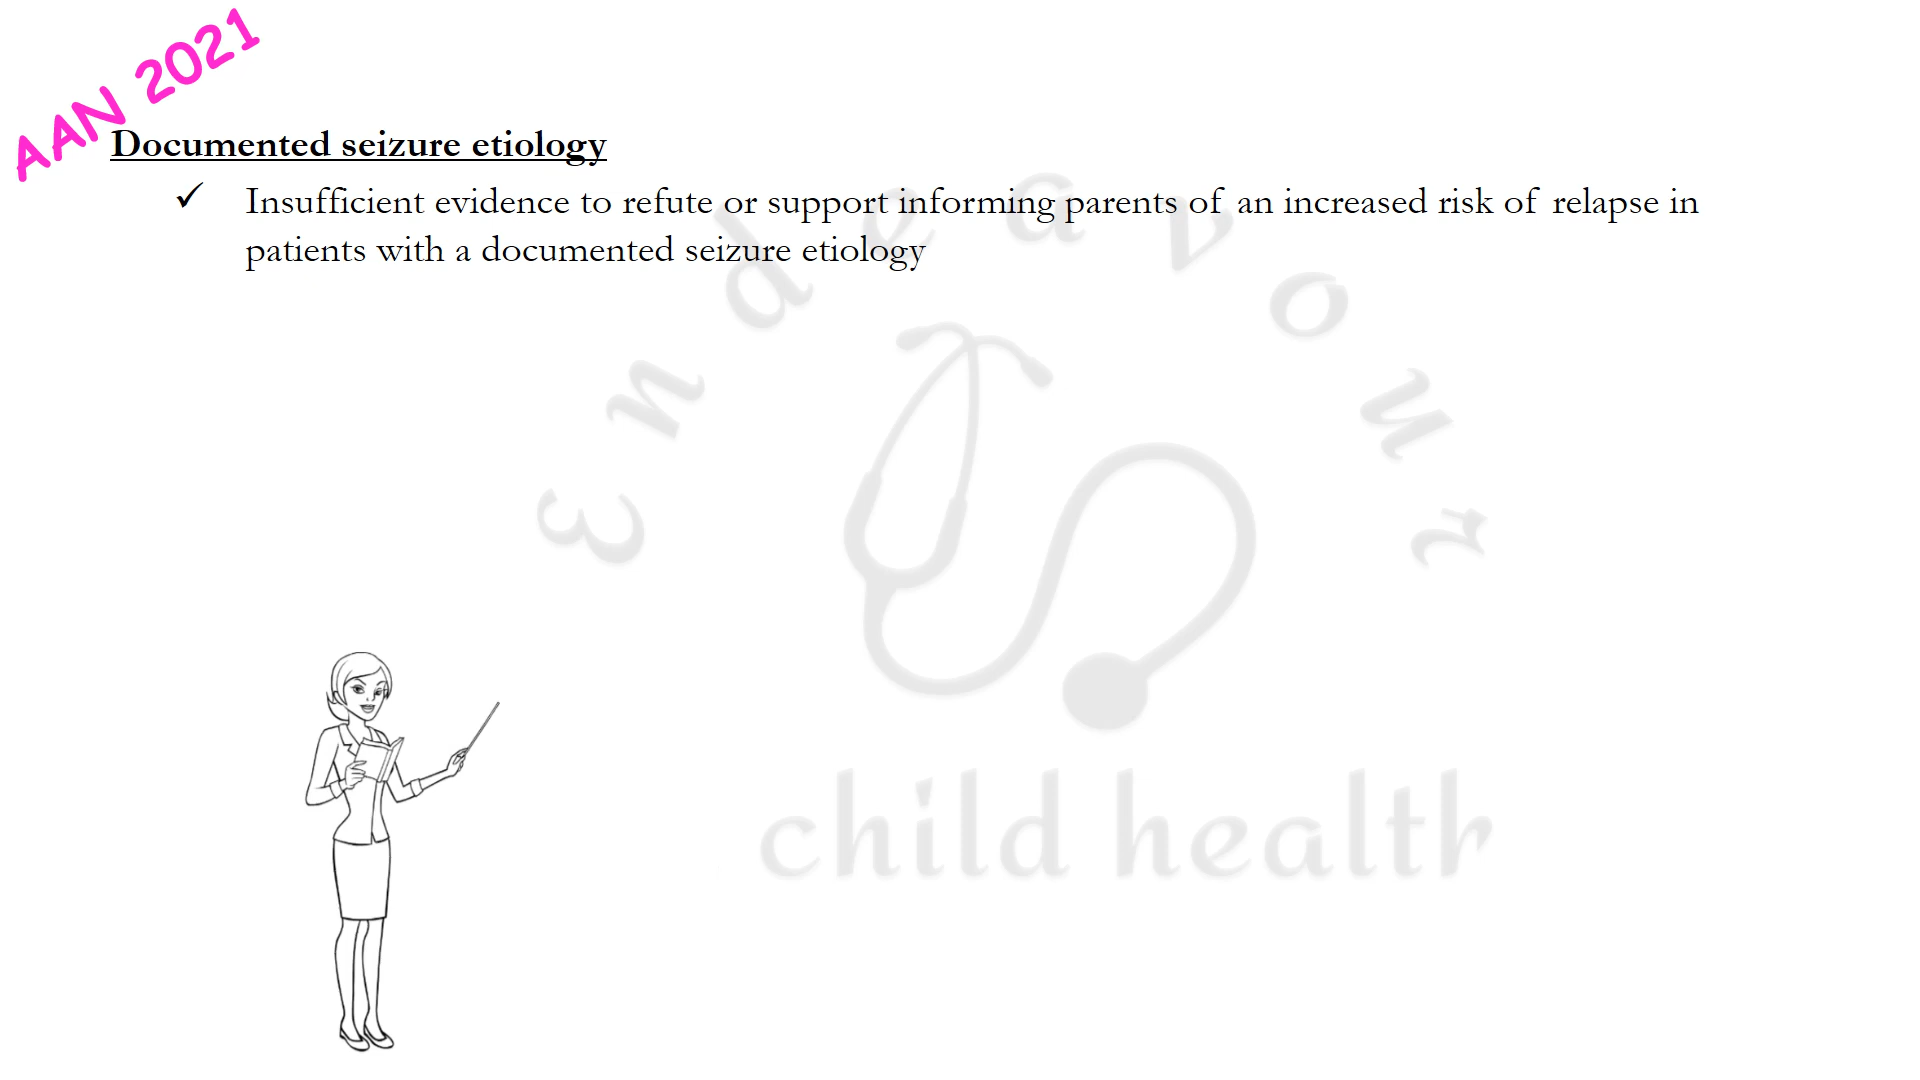 AAN 2021
Documented seizure etiology
✓ Insufficient evidence to refute or support informing parents of an increased risk of relapse in
patients with a documented seizure etiology
Endeavour
child health